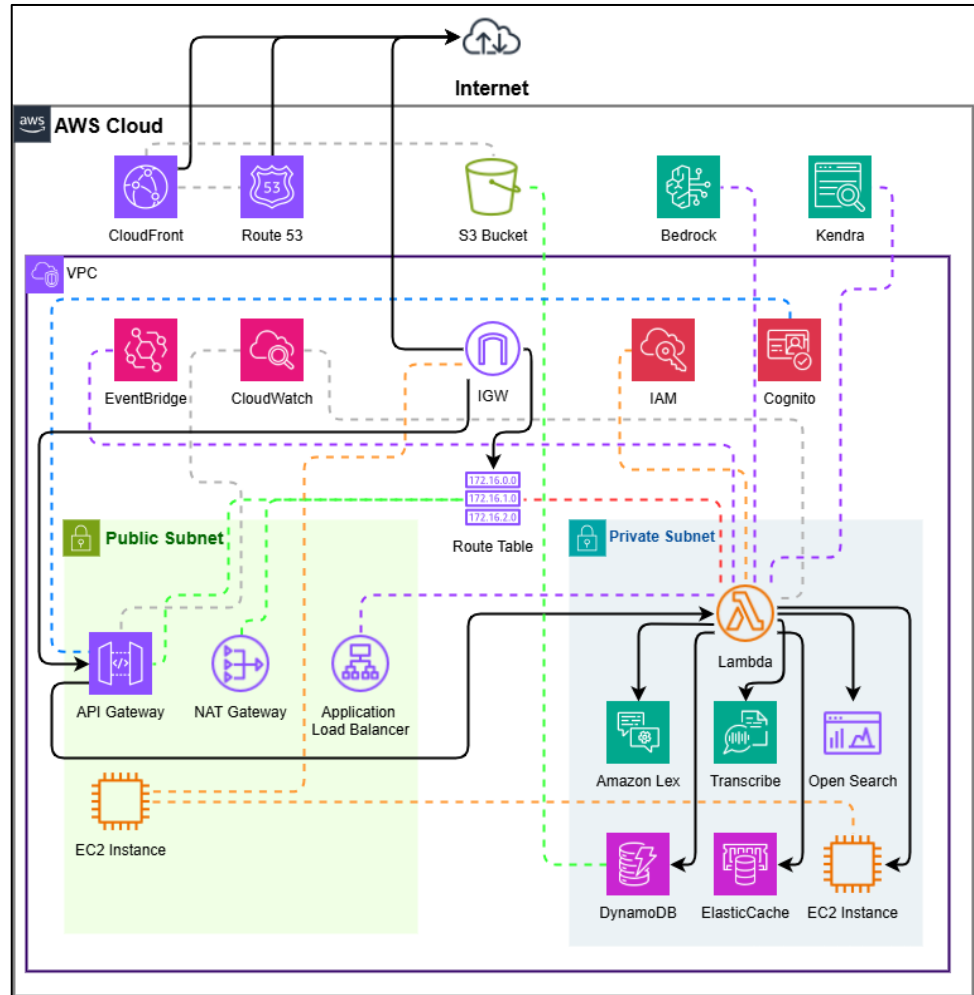 Internet
aws
AWS Cloud
53
CloudFront
Route 53
S3 Bucket
Bedrock
Kendra
VPC
EventBridge
CloudWatch
IGW
IAM
Cognito
172.16.0.0
172.16.1.0
172.16.2.0
Route Table
Public Subnet
Private Subnet
</>
API Gateway
NAT Gateway
Application
Load Balancer
Lambda
Amazon Lex
Transcribe
Open Search
EC2 Instance
DynamoDB
ElasticCache
EC2 Instance